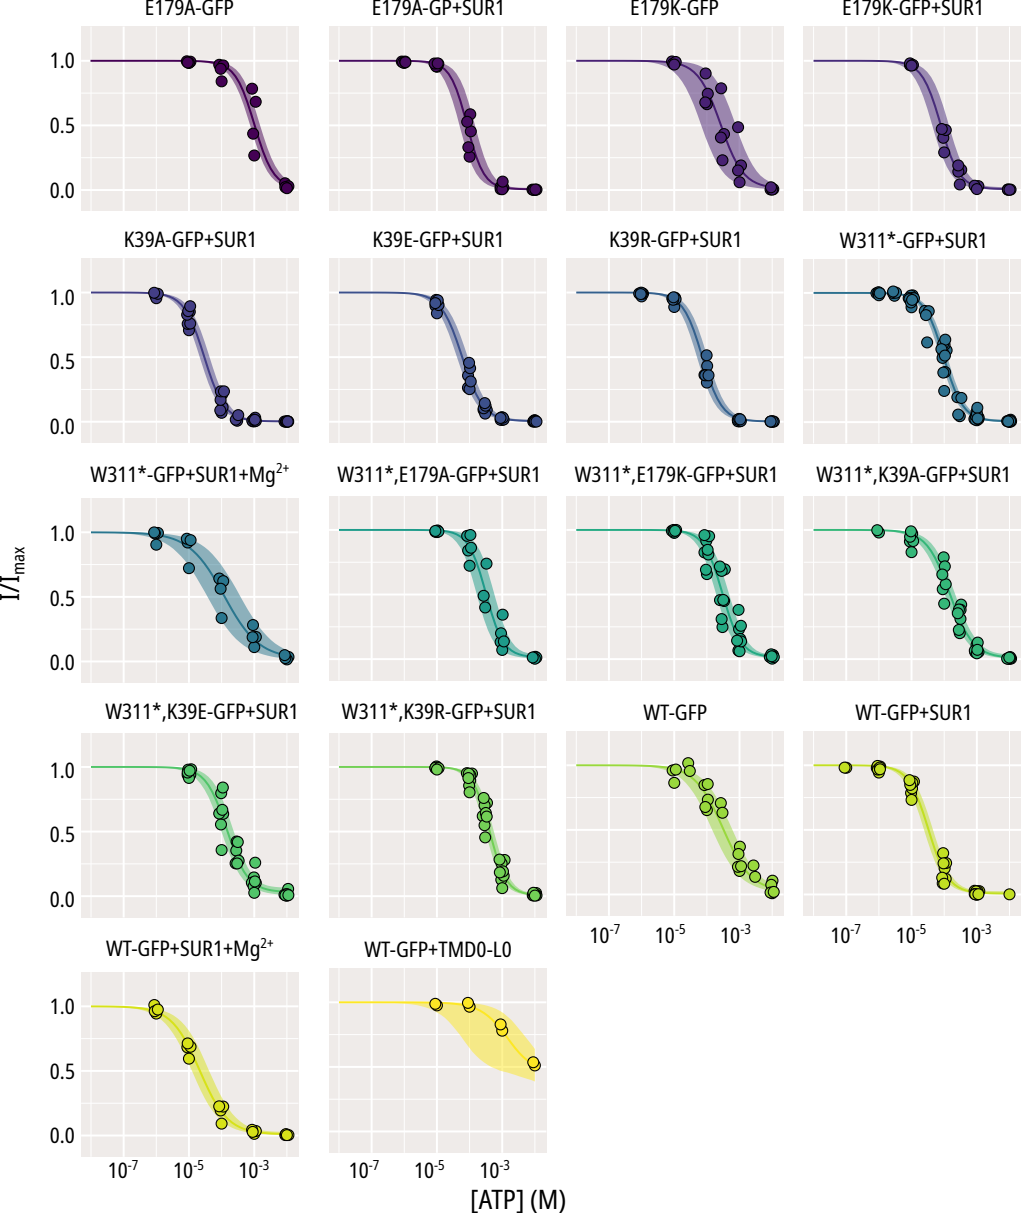 E179A-GFP E179A-GP+SUR1 E179K-GFP E179K-GFP+SUR1
1.0
0.5
0.0
K39A-GFP+SUR1 K39E-GFP+SUR1 K39R-GFP+SUR1 W311*-GFP+SUR1
1.0
0.5
0.0
W311*-GFP+SUR1+Mg²⁺ W311*,E179A-GFP+SUR1 W311*,E179K-GFP+SUR1 W311*,K39A-GFP+SUR1
1.0
I/Imax
0.5
0.0
W311*,K39E-GFP+SUR1 W311*,K39R-GFP+SUR1 WT-GFP WT-GFP+SUR1
1.0
0.5
0.0
10⁻⁷ 10⁻⁵ 10⁻³ 10⁻⁷ 10⁻⁵ 10⁻³
WT-GFP+SUR1+Mg²⁺ WT-GFP+TMD0-L0
1.0
0.5
0.0
10⁻⁷ 10⁻⁵ 10⁻³ 10⁻⁷ 10⁻⁵ 10⁻³
[ATP] (M)